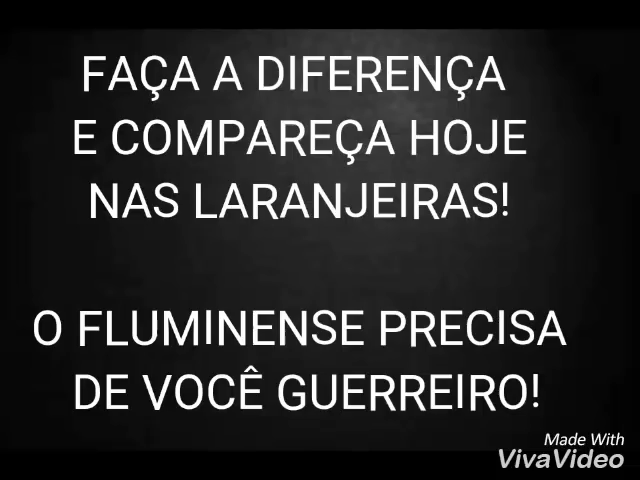 FAÇA A DIFERENÇA
E COMPAREÇA HOJE
NAS LARANJEIRAS!
O FLUMINENSE PRECISA
DE VOCÊ GUERREIRO!
Made With
VivaVideo